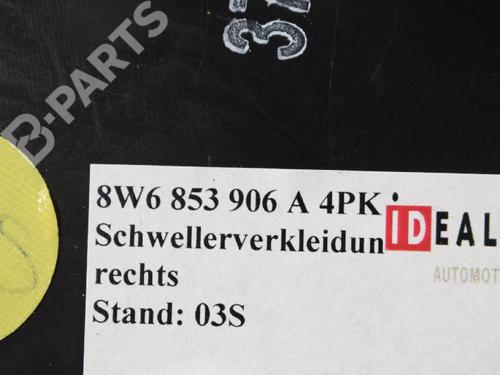 B-PARTS
8W6 853 906 A 4PK
Schwellerverkleidun
rechts
Stand: 03S
IDEAL
AUTOMOT